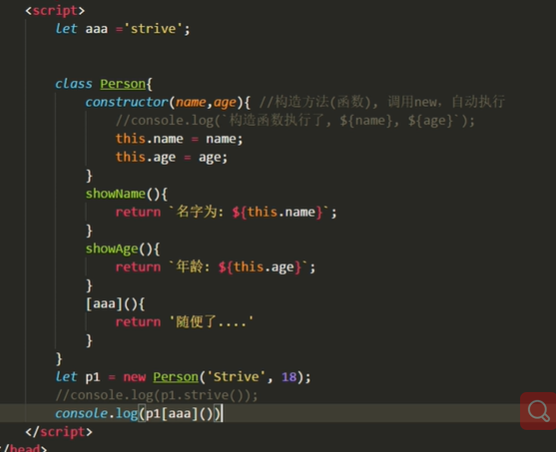 <script>
let aaa ='strive';
class Person{
constructor(name,age){ //构造方法(函数), 调用new, 自动执行
//console.log(`构造函数执行了, ${name}, ${age}`);
this.name = name;
this.age = age;
}
showName(){
return `名字为: ${this.name}`;
}
showAge(){
return `年龄: ${this.age}`;
}
[aaa](){
return '随便了....'
}
}
let p1 = new Person('Strive', 18);
//console.log(p1.strive());
console.log(p1[aaa]())
</script>
</head>